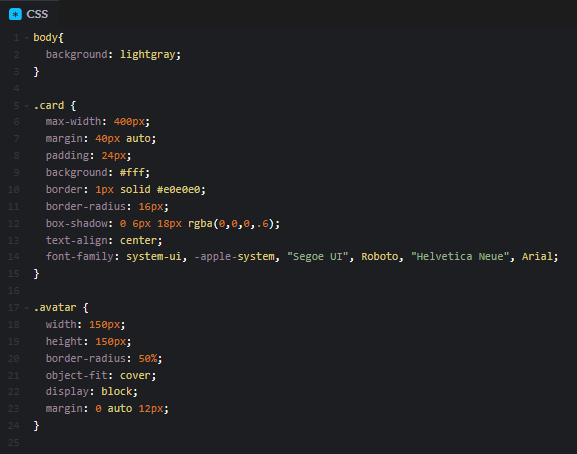 CSS
1 body{
2   background: lightgray;
3 }
4
5 .card {
6   max-width: 400px;
7   margin: 40px auto;
8   padding: 24px;
9   background: #fff;
10   border: 1px solid #e0e0e0;
11   border-radius: 16px;
12   box-shadow: 0 6px 18px rgba(0,0,0,.6);
13   text-align: center;
14   font-family: system-ui, -apple-system, "Segoe UI", Roboto, "Helvetica Neue", Arial;
15 }
16
17 .avatar {
18   width: 150px;
19   height: 150px;
20   border-radius: 50%;
21   object-fit: cover;
22   display: block;
23   margin: 0 auto 12px;
24 }
25